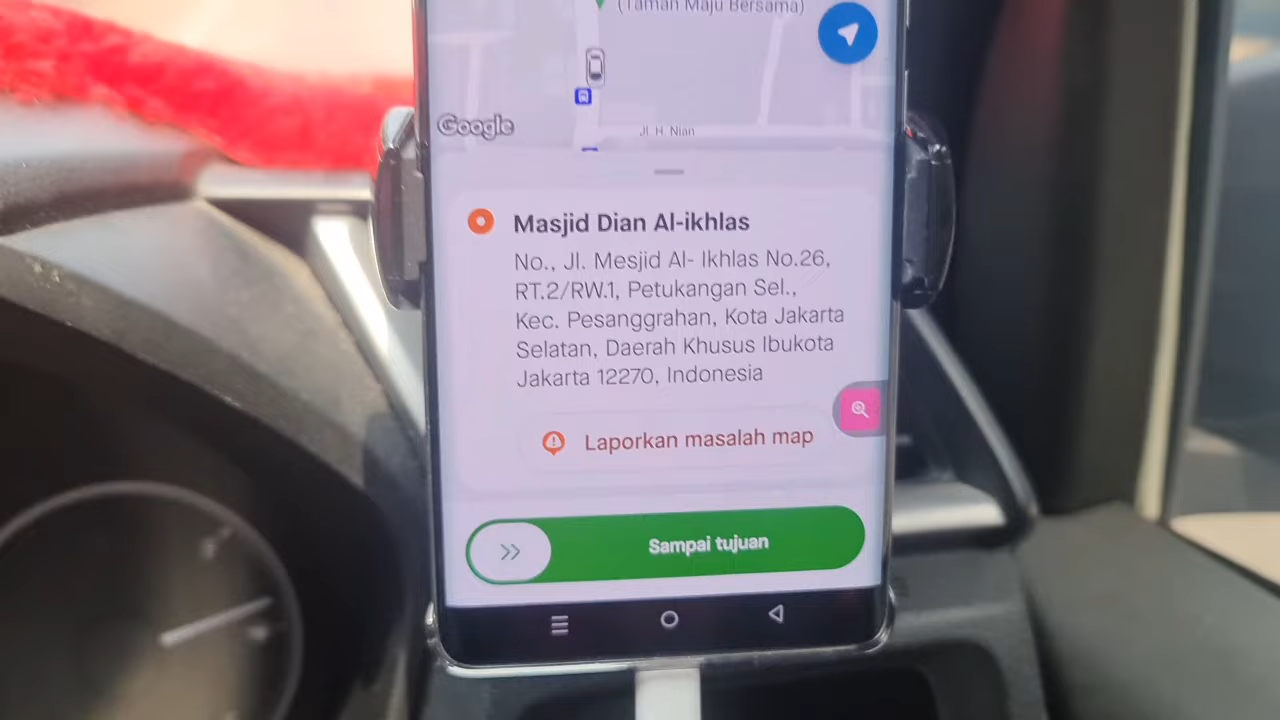 (Taman Maju Bersama)
Google
Jl. H. Nian
Masjid Dian Al-ikhlas
No., Jl. Mesjid Al- Ikhlas No.26,
RT.2/RW.1, Petukangan Sel.,
Kec. Pesanggrahan, Kota Jakarta
Selatan, Daerah Khusus Ibukota
Jakarta 12270, Indonesia
Laporkan masalah map
Sampai tujuan